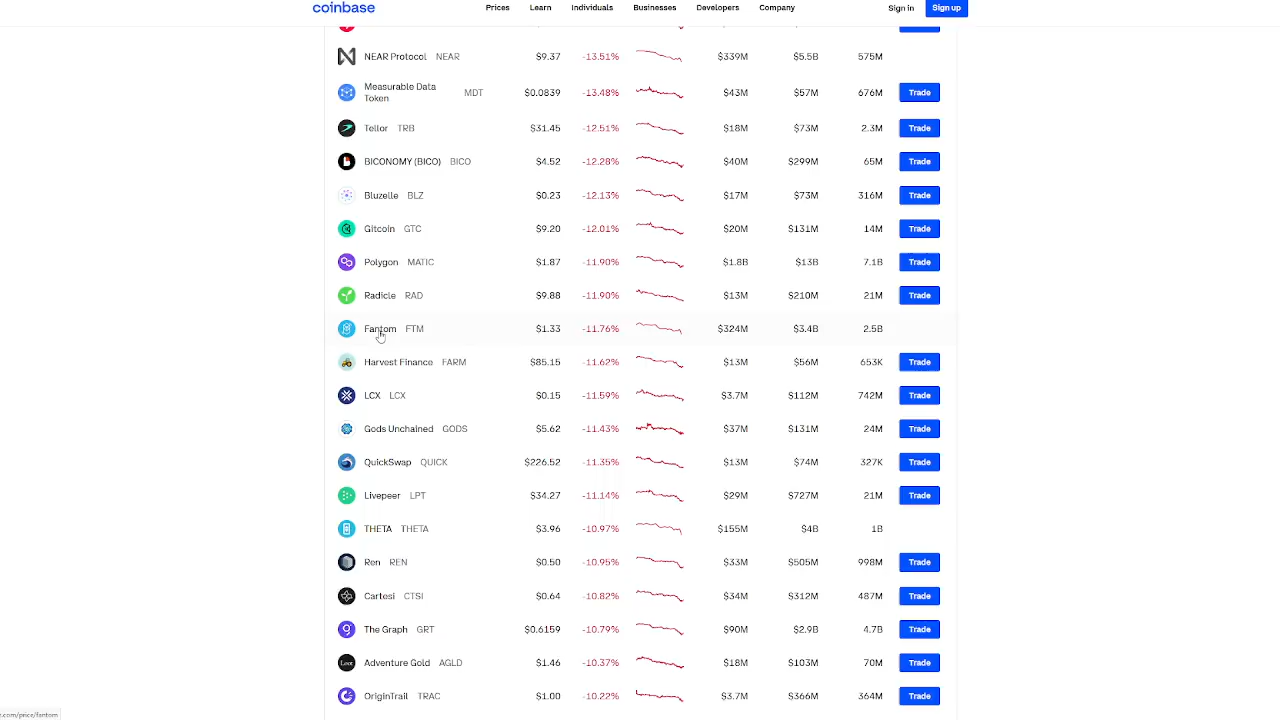 coinbase Prices Learn Individuals Businesses Developers Company Sign in Sign up
NEAR Protocol NEAR $9.37 -13.51% $339M $5.5B 575M
Measurable Data Token MDT $0.0839 -13.48% $43M $57M 676M Trade
Tellor TRB $31.45 -12.51% $18M $73M 2.3M Trade
BICONOMY (BICO) BICO $4.52 -12.28% $40M $299M 65M Trade
Bluzelle BLZ $0.23 -12.13% $17M $73M 316M Trade
Gitcoin GTC $9.20 -12.01% $20M $131M 14M Trade
Polygon MATIC $1.87 -11.90% $1.8B $13B 7.1B Trade
Radicle RAD $9.88 -11.90% $13M $210M 21M Trade
Fantom FTM $1.33 -11.76% $324M $3.4B 2.5B
Harvest Finance FARM $85.15 -11.62% $13M $56M 653K Trade
LCX LCX $0.15 -11.59% $3.7M $112M 742M Trade
Gods Unchained GODS $5.62 -11.43% $37M $131M 24M Trade
QuickSwap QUICK $226.52 -11.35% $13M $74M 327K Trade
Livepeer LPT $34.27 -11.14% $29M $727M 21M Trade
THETA THETA $3.96 -10.97% $155M $4B 1B
Ren REN $0.50 -10.95% $33M $505M 998M Trade
Cartesi CTSI $0.64 -10.82% $34M $312M 487M Trade
The Graph GRT $0.6159 -10.79% $90M $2.9B 4.7B Trade
Loot Adventure Gold AGLD $1.46 -10.37% $18M $103M 70M Trade
OriginTrail TRAC $1.00 -10.22% $3.7M $366M 364M Trade
.com/price/fantom